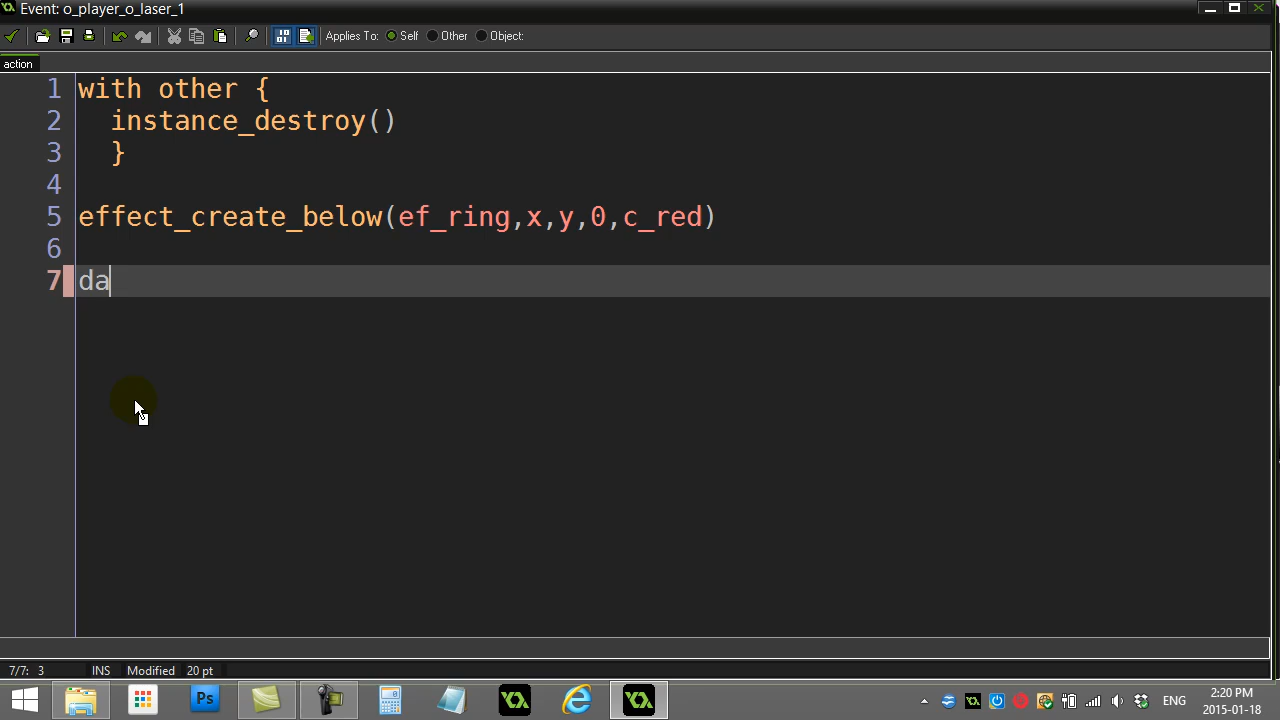 Event: o_player_o_laser_1
Applies To: Self Other Object:
action
1 with other {
2 instance_destroy()
3 }
4
5 effect_create_below(ef_ring,x,y,0,c_red)
6
7 da
7/7: 3 INS Modified 20 pt
Ps ENG 2:20 PM
2015-01-18